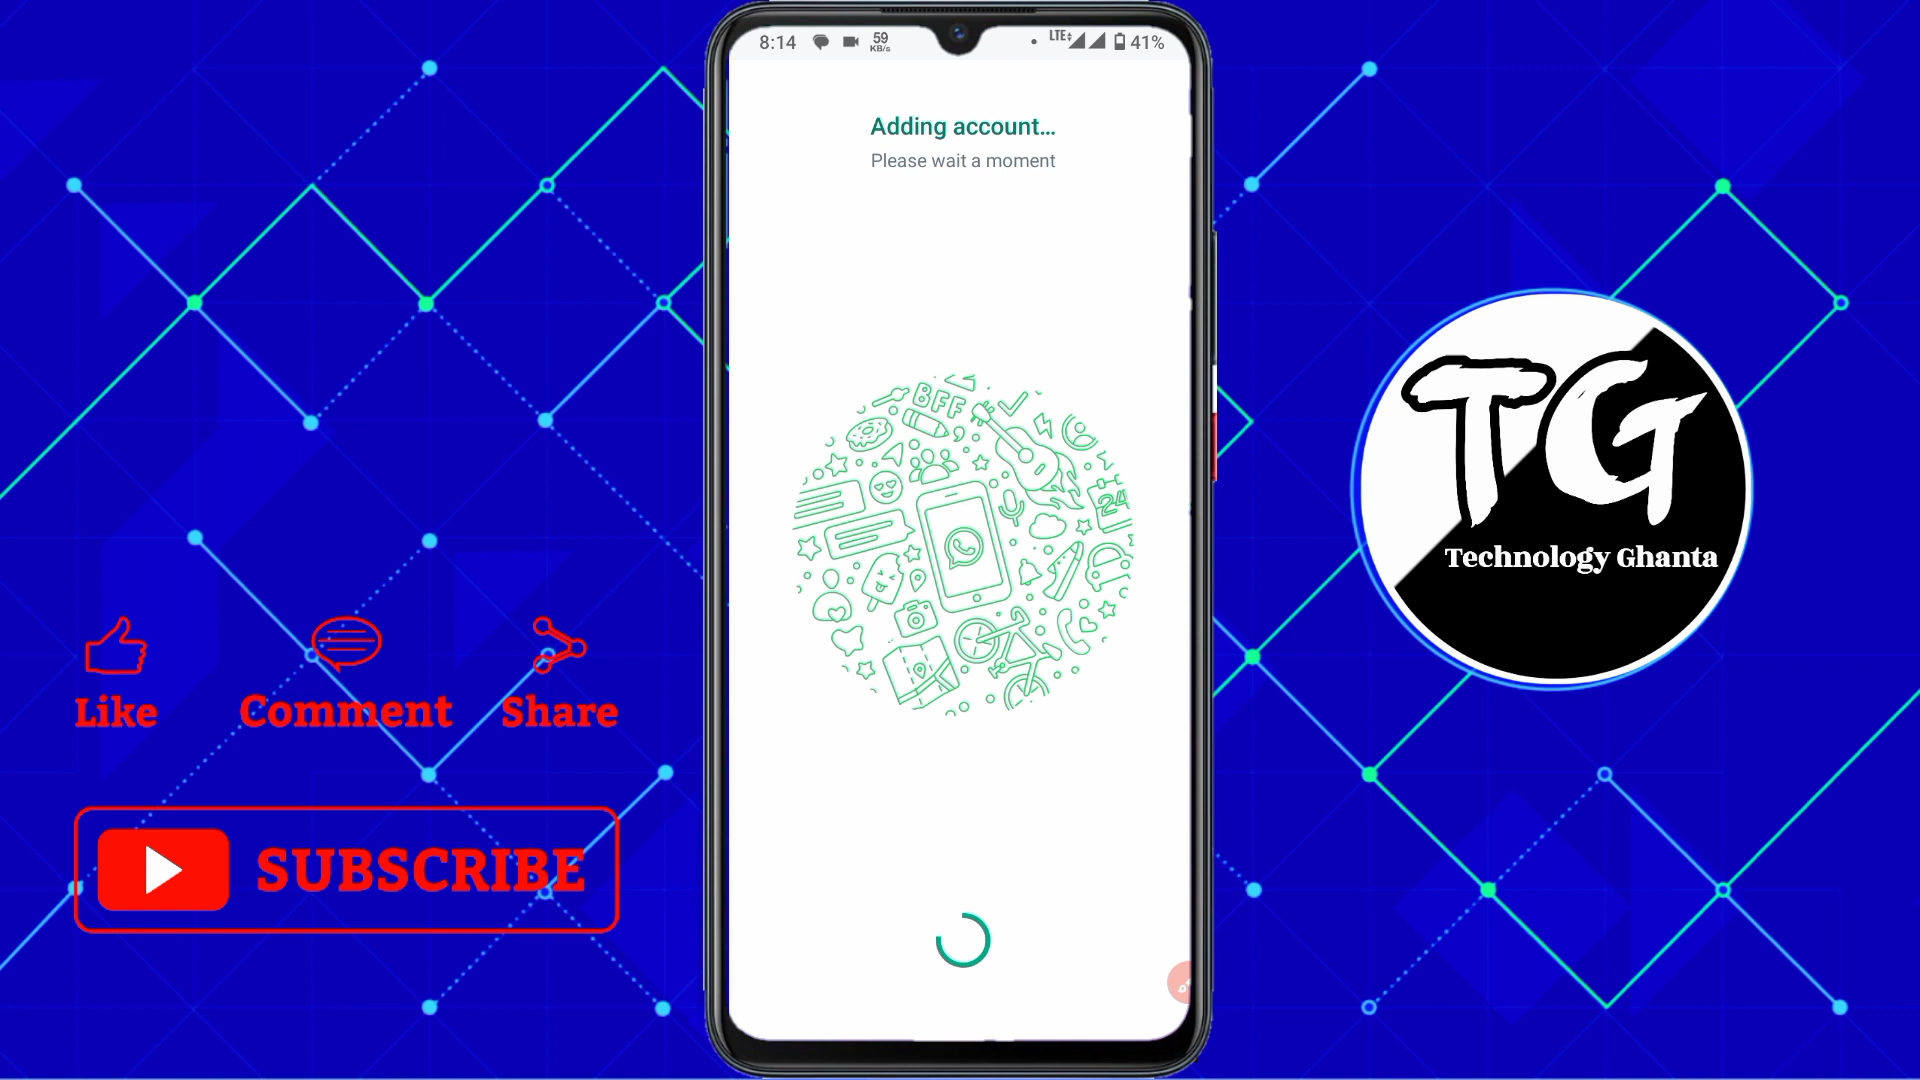 8:14
59
KB/s
LTE
41%
Adding account...
Please wait a moment
BFF
24
TG
Technology Ghanta
Like
Comment
Share
SUBSCRIBE